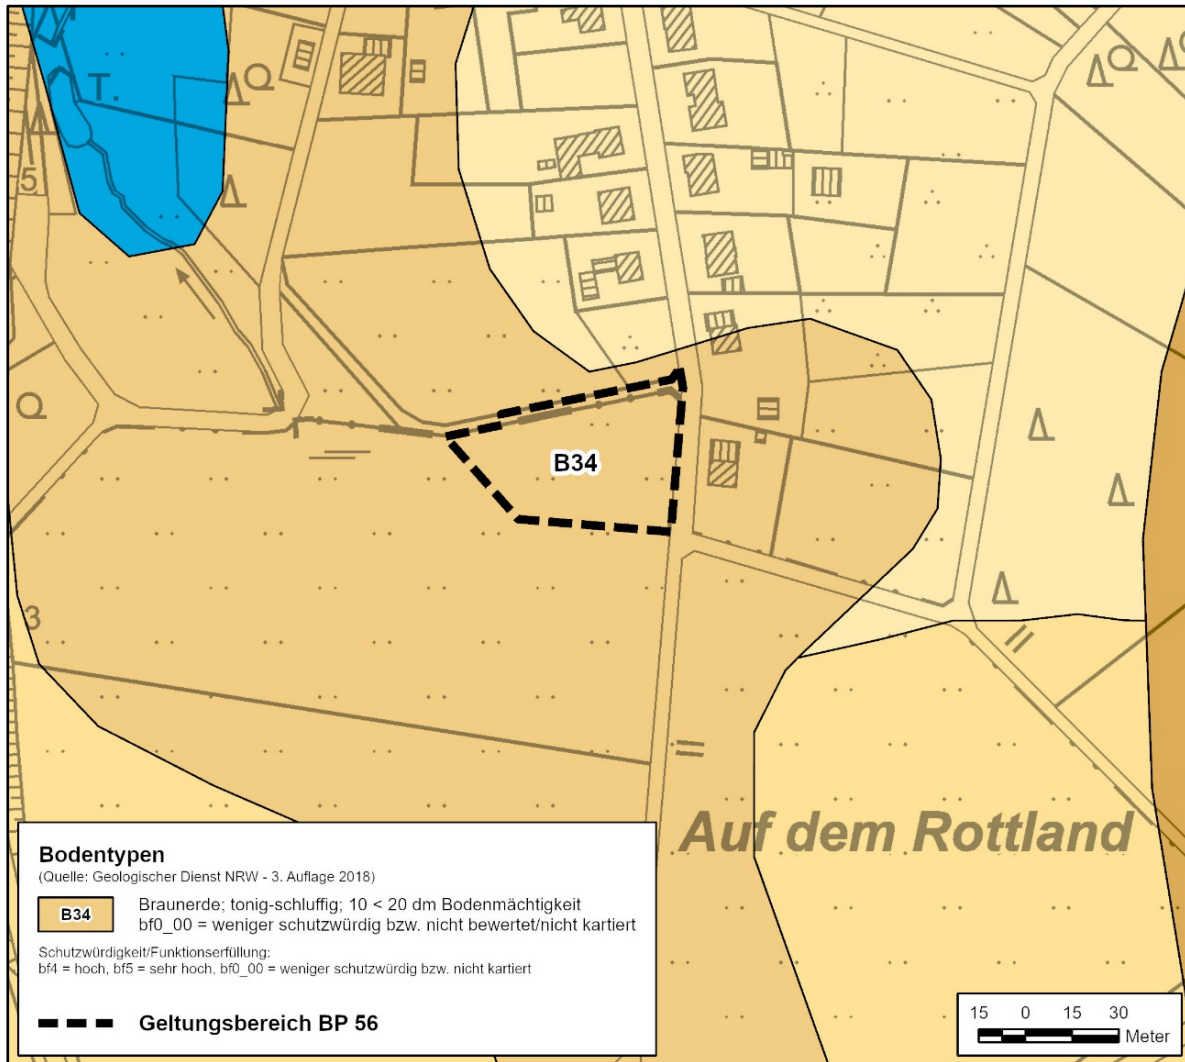 T.
Q
Q
Q
5
Q
B34
3
Auf dem Rottland
Bodentypen
(Quelle: Geologischer Dienst NRW - 3. Auflage 2018)
B34 Braunerde; tonig-schluffig; 10 < 20 dm Bodenmächtigkeit
bf0_00 = weniger schutzwürdig bzw. nicht bewertet/nicht kartiert
Schutzwürdigkeit/Funktionserfüllung:
bf4 = hoch, bf5 = sehr hoch, bf0_00 = weniger schutzwürdig bzw. nicht kartiert
Geltungsbereich BP 56
15 0 15 30
Meter